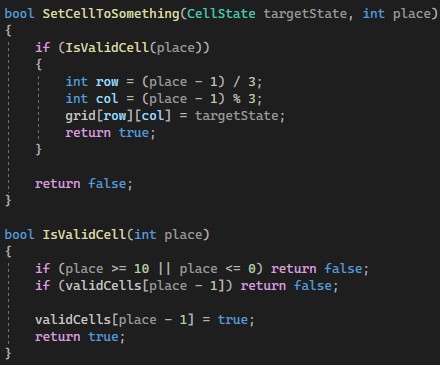 bool SetCellToSomething(CellState targetState, int place)
{
    if (IsValidCell(place))
    {
        int row = (place - 1) / 3;
        int col = (place - 1) % 3;
        grid[row][col] = targetState;
        return true;
    }

    return false;
}

bool IsValidCell(int place)
{
    if (place >= 10 || place <= 0) return false;
    if (validCells[place - 1]) return false;

    validCells[place - 1] = true;
    return true;
}